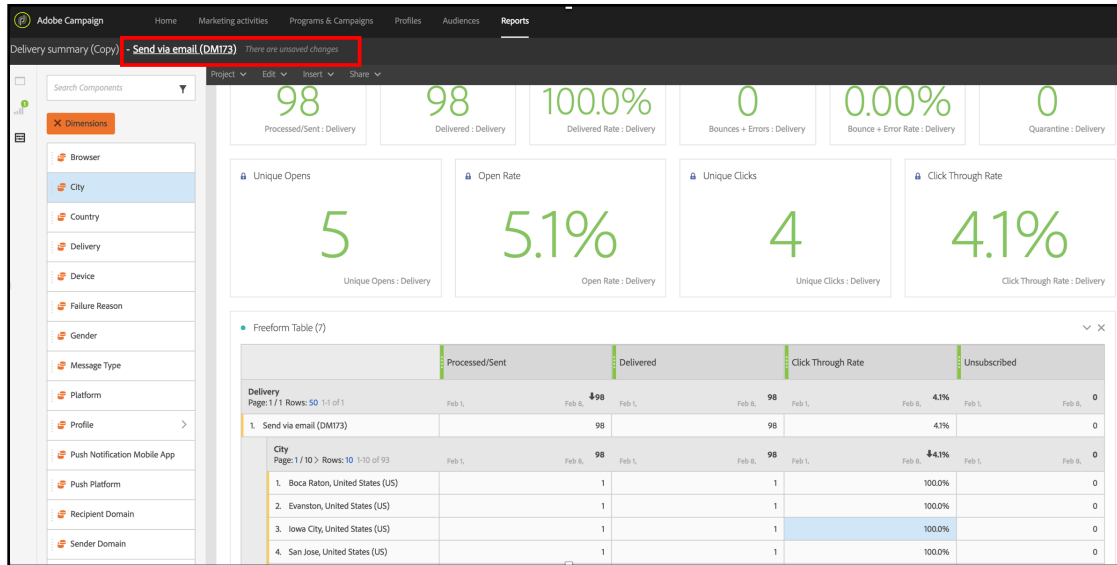 Adobe Campaign Home Marketing activities Programs & Campaigns Profiles Audiences Reports
Delivery summary (Copy) - Send via email (DM173) There are unsaved changes
Project Edit Insert Share
Search Components
Dimensions
Browser
City
Country
Delivery
Device
Failure Reason
Gender
Message Type
Platform
Profile
Push Notification Mobile App
Push Platform
Recipient Domain
Sender Domain
98 98 100.0% 0 0.00% 0
Processed/Sent : Delivery Delivered : Delivery Delivered Rate : Delivery Bounces + Errors : Delivery Bounce + Error Rate : Delivery Quarantine : Delivery
Unique Opens Open Rate Unique Clicks Click Through Rate
5 5.1% 4 4.1%
Unique Opens : Delivery Open Rate : Delivery Unique Clicks : Delivery Click Through Rate : Delivery
Freeform Table (7)
Processed/Sent Delivered Click Through Rate Unsubscribed
Delivery
Page: 1 / 1 Rows: 50 1-1 of 1 Feb 1, Feb 8, 98 Feb 1, Feb 8, 98 Feb 1, Feb 8, 4.1% Feb 1, Feb 8, 0
1. Send via email (DM173) 98 98 4.1% 0
City
Page: 1 / 10 > Rows: 10 1-10 of 93 Feb 1, Feb 8, 98 Feb 1, Feb 8, 98 Feb 1, Feb 8, 4.1% Feb 1, Feb 8, 0
1. Boca Raton, United States (US) 1 1 100.0% 0
2. Evanston, United States (US) 1 1 100.0% 0
3. Iowa City, United States (US) 1 1 100.0% 0
4. San Jose, United States (US) 1 1 100.0% 0